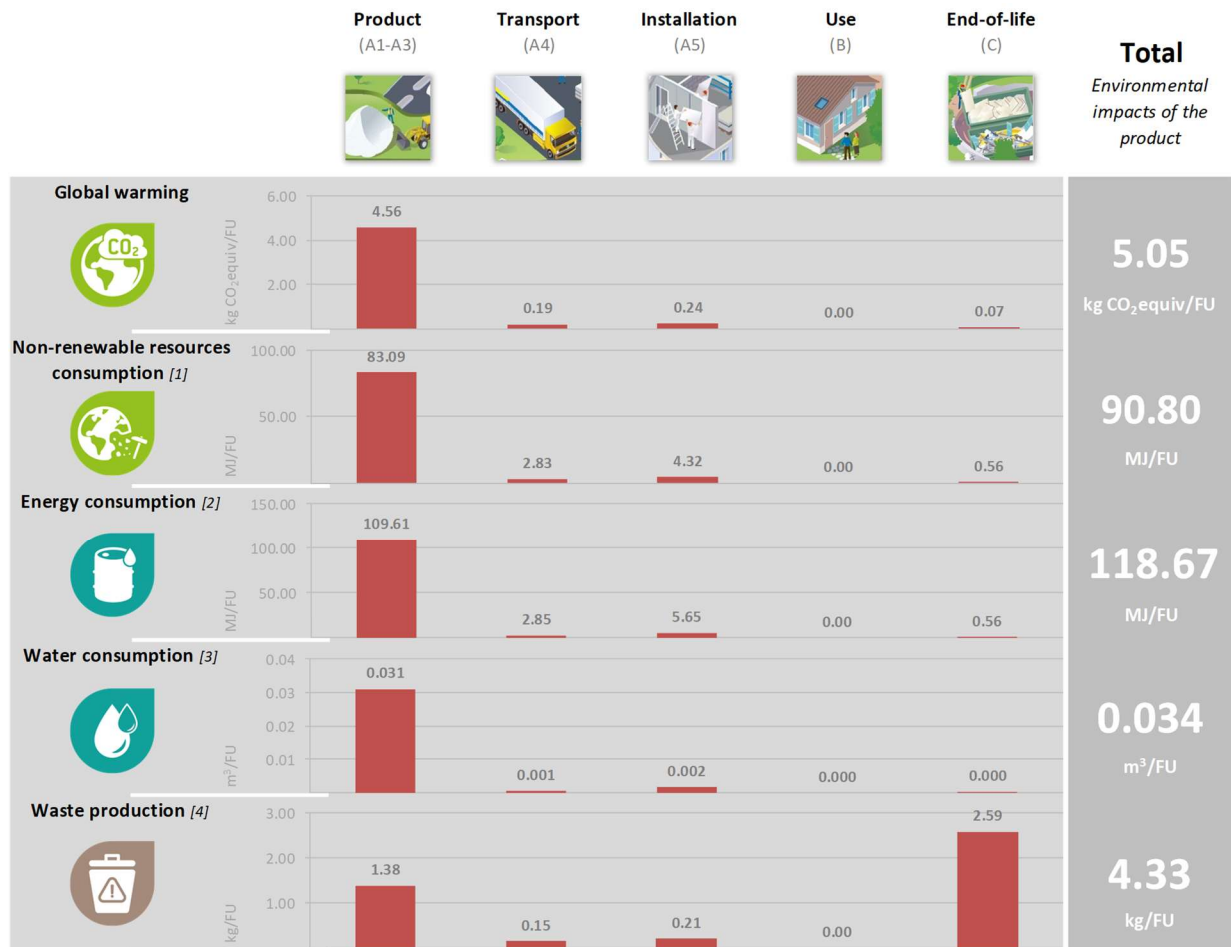 Product
(A1-A3)
Transport
(A4)
Installation
(A5)
Use
(B)
End-of-life
(C)
Total
Environmental
impacts of the
product
Global warming
CO₂
kg CO₂equiv/FU
6.00
4.00
2.00
4.56
0.19
0.24
0.00
0.07
5.05
kg CO₂equiv/FU
Non-renewable resources
consumption [1]
MJ/FU
100.00
50.00
83.09
2.83
4.32
0.00
0.56
90.80
MJ/FU
Energy consumption [2]
MJ/FU
150.00
100.00
50.00
109.61
2.85
5.65
0.00
0.56
118.67
MJ/FU
Water consumption [3]
m³/FU
0.04
0.03
0.02
0.01
0.031
0.001
0.002
0.000
0.000
0.034
m³/FU
Waste production [4]
kg/FU
3.00
2.00
1.00
1.38
0.15
0.21
0.00
2.59
4.33
kg/FU